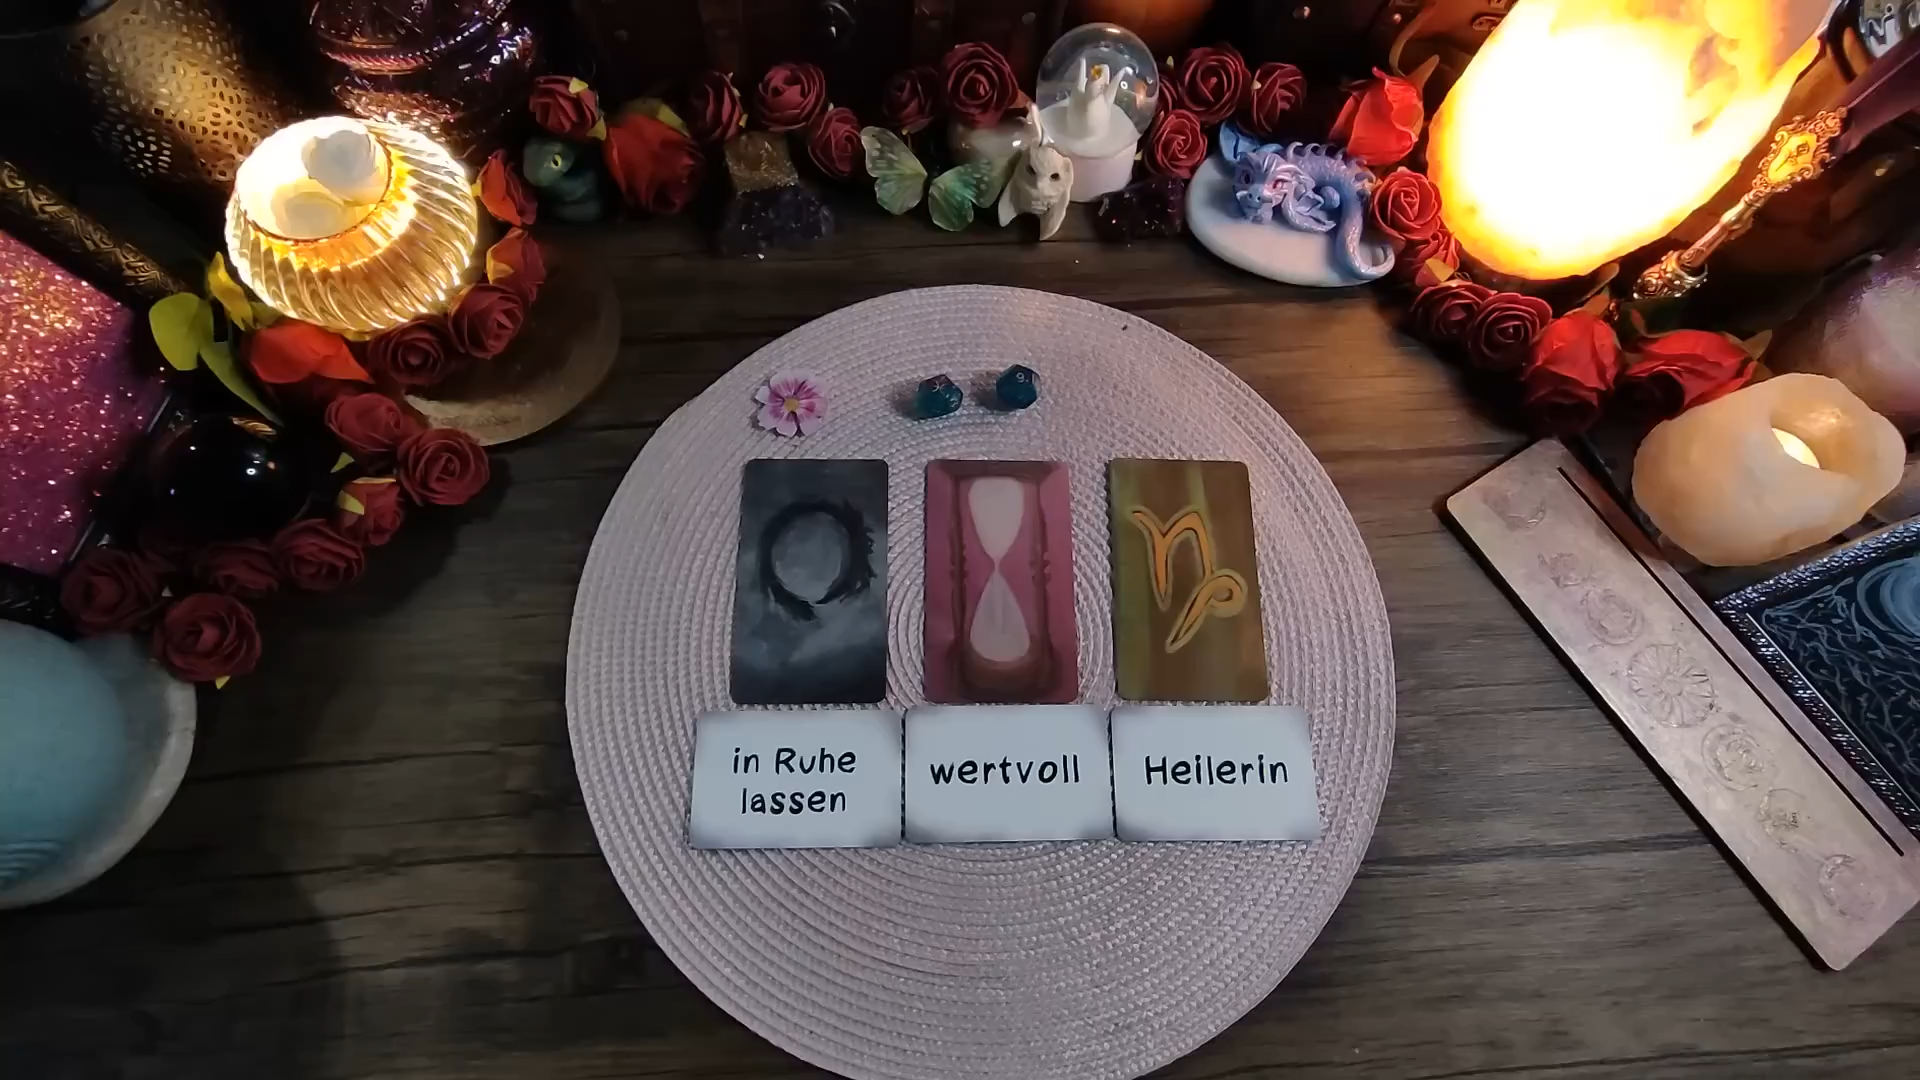 in Ruhe
lassen
wertvoll
Heilerin